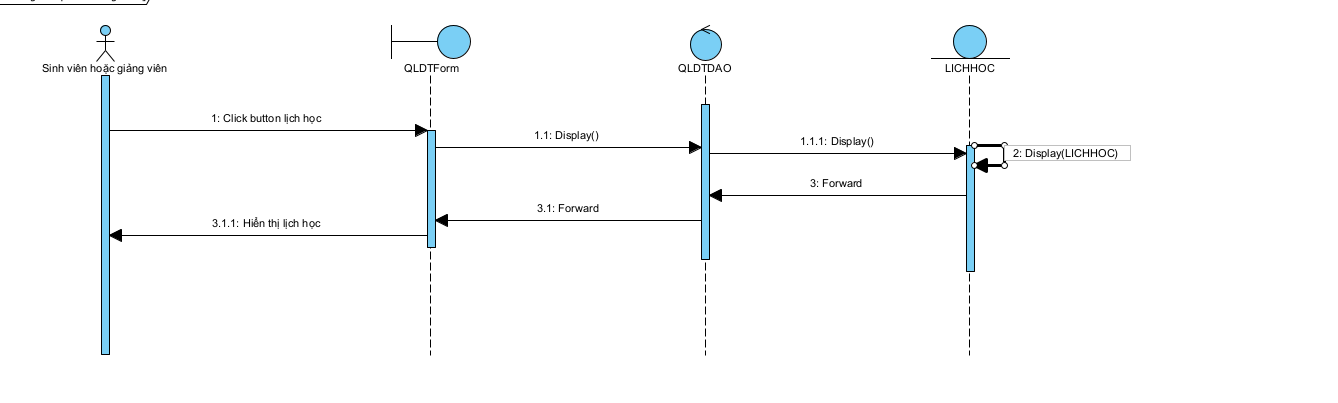 Sinh viên hoặc giảng viên
QLDTForm
QLDTDAO
LICHHOC
1: Click button lịch học
1.1: Display()
1.1.1: Display()
2: Display(LICHHOC)
3: Forward
3.1: Forward
3.1.1: Hiển thị lịch học